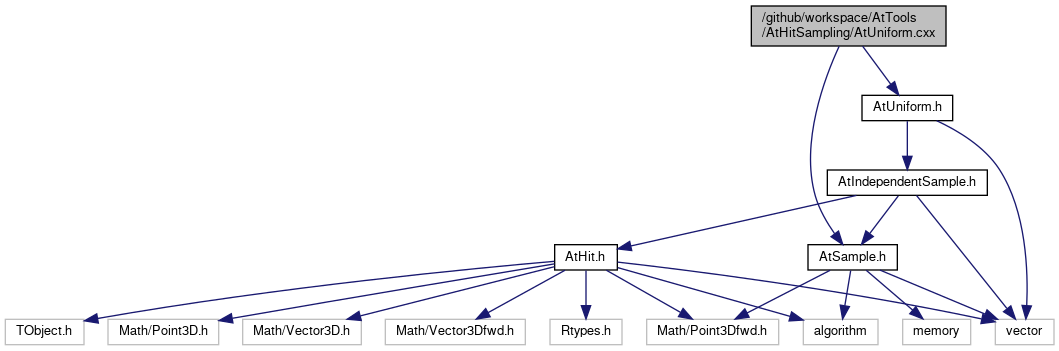 /github/workspace/AtTools
/AtHitSampling/AtUniform.cxx
AtUniform.h
AtIndependentSample.h
AtHit.h
AtSample.h
TObject.h
Math/Point3D.h
Math/Vector3D.h
Math/Vector3Dfwd.h
Rtypes.h
Math/Point3Dfwd.h
algorithm
memory
vector